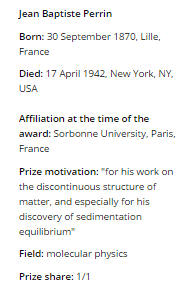 Jean Baptiste Perrin
Born: 30 September 1870, Lille,
France
Died: 17 April 1942, New York, NY,
USA
Affiliation at the time of the
award: Sorbonne University, Paris,
France
Prize motivation: "for his work on
the discontinuous structure of
matter, and especially for his
discovery of sedimentation
equilibrium"
Field: molecular physics
Prize share: 1/1